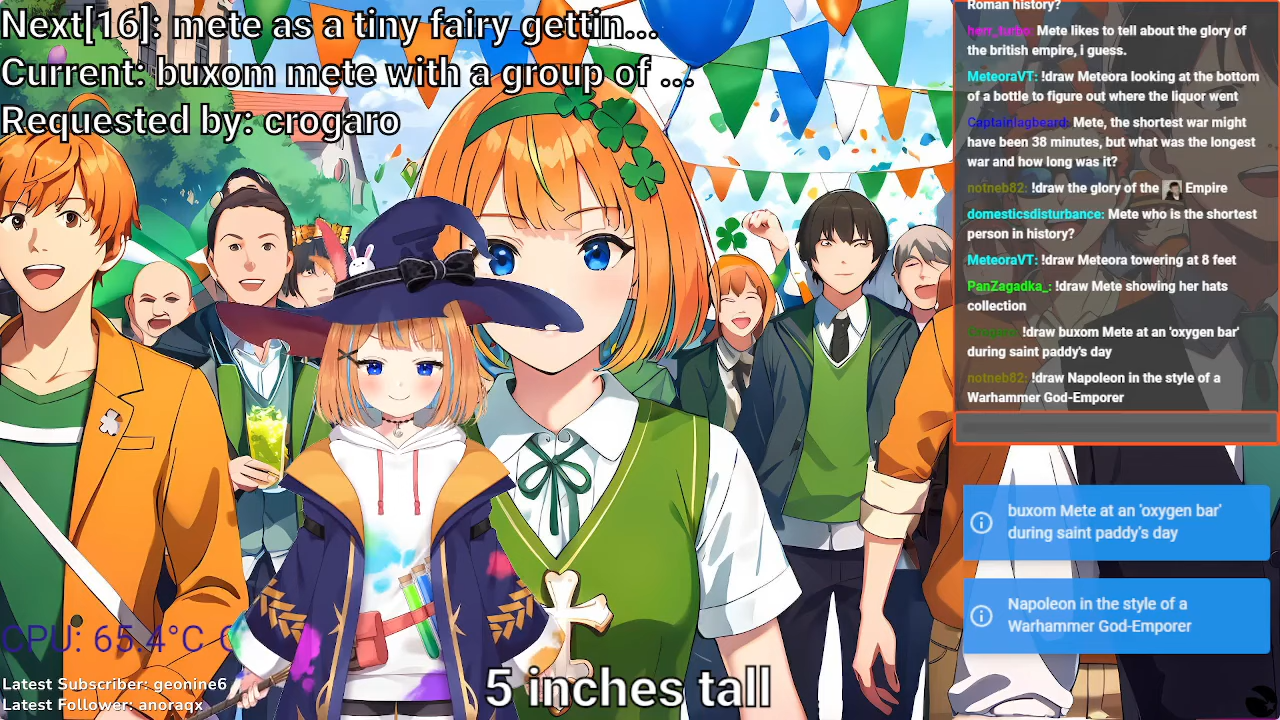 Next[16]: mete as a tiny fairy gettin...
Current: buxom mete with a group of ...
Requested by: crogaro
Roman history?
herr_turbo: Mete likes to tell about the glory of
the british empire, i guess.
MeteoraVT: !draw Meteora looking at the bottom
of a bottle to figure out where the liquor went
Captainlagbeard: Mete, the shortest war might
have been 38 minutes, but what was the longest
war and how long was it?
notneb82: !draw the glory of the Empire
domesticsdisturbance: Mete who is the shortest
person in history?
MeteoraVT: !draw Meteora towering at 8 feet
PanZagadka_: !draw Mete showing her hats
collection
Crogaro: !draw buxom Mete at an 'oxygen bar'
during saint paddy's day
notneb82: !draw Napoleon in the style of a
Warhammer God-Emporer
buxom Mete at an 'oxygen bar'
during saint paddy's day
Napoleon in the style of a
Warhammer God-Emporer
CPU: 65.4°C
5 inches tall
Latest Subscriber: geonine6
Latest Follower: anoraqx